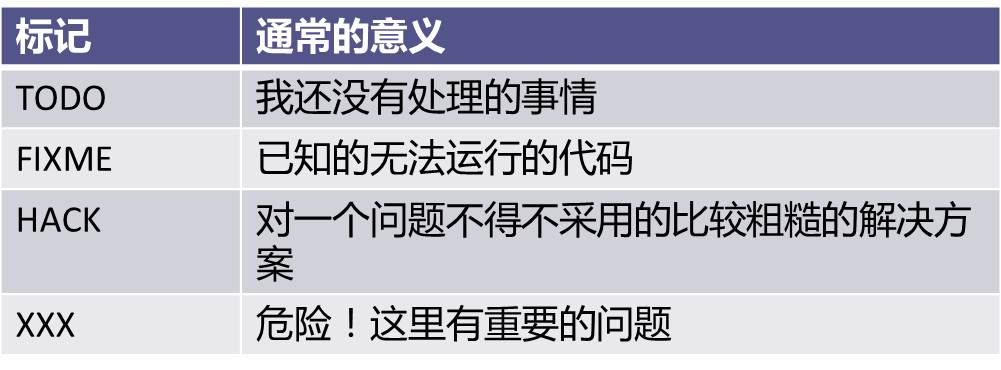 标记 通常的意义
TODO 我还没有处理的事情
FIXME 已知的无法运行的代码
HACK 对一个问题不得不采用的比较粗糙的解决方
案
XXX 危险！这里有重要的问题